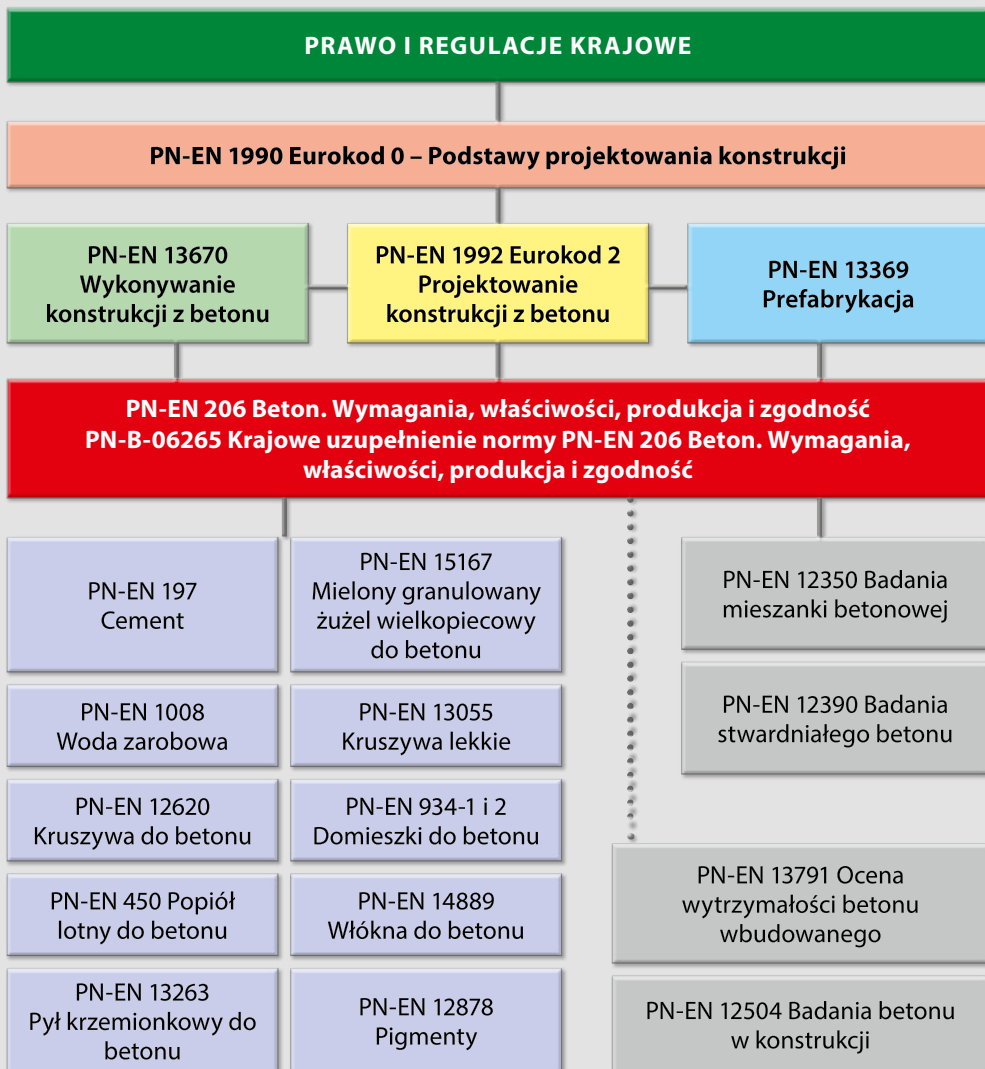 PRAWO I REGULACJE KRAJOWE
PN-EN 1990 Eurokod 0 – Podstawy projektowania konstrukcji
PN-EN 13670
Wykonywanie
konstrukcji z betonu
PN-EN 1992 Eurokod 2
Projektowanie
konstrukcji z betonu
PN-EN 13369
Prefabrykacja
PN-EN 206 Beton. Wymagania, właściwości, produkcja i zgodność
PN-B-06265 Krajowe uzupełnienie normy PN-EN 206 Beton. Wymagania,
właściwości, produkcja i zgodność
PN-EN 197
Cement
PN-EN 15167
Mielony granulowany
żużel wielkopiecowy
do betonu
PN-EN 1008
Woda zarobowa
PN-EN 13055
Kruszywa lekkie
PN-EN 12620
Kruszywa do betonu
PN-EN 934-1 i 2
Domieszki do betonu
PN-EN 450 Popiół
lotny do betonu
PN-EN 14889
Włókna do betonu
PN-EN 13263
Pył krzemionkowy do
betonu
PN-EN 12878
Pigmenty
PN-EN 12350 Badania
mieszanki betonowej
PN-EN 12390 Badania
stwardniałego betonu
PN-EN 13791 Ocena
wytrzymałości betonu
wbudowanego
PN-EN 12504 Badania betonu
w konstrukcji